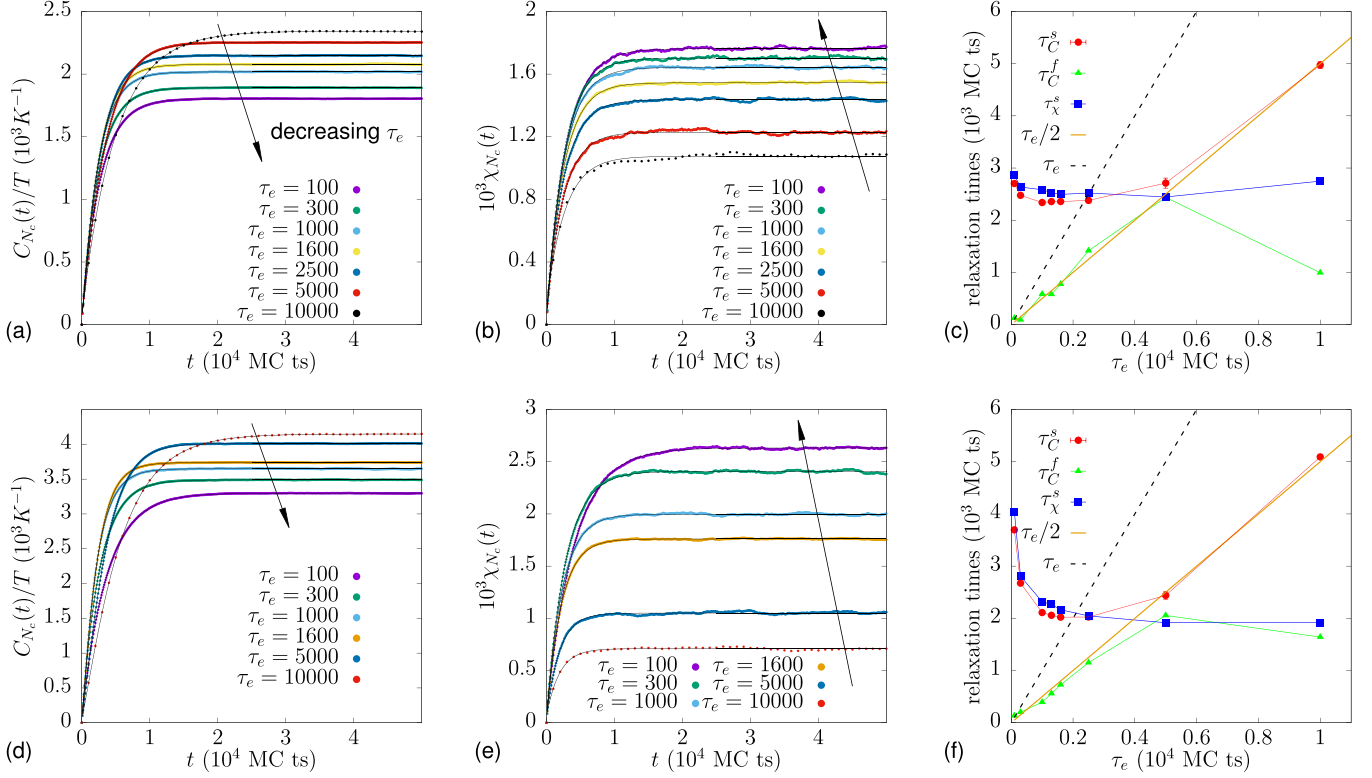 2.5
2
1.5
1
0.5
0
C_{N_c}(t)/T (10^3 K^{-1})
decreasing τ_e
τ_e = 100
τ_e = 300
τ_e = 1000
τ_e = 1600
τ_e = 2500
τ_e = 5000
τ_e = 10000
0 1 2 3 4
t (10^4 MC ts)
(a)
2
1.6
1.2
0.8
0.4
0
10^3 χ_{N_c}(t)
τ_e = 100
τ_e = 300
τ_e = 1000
τ_e = 1600
τ_e = 2500
τ_e = 5000
τ_e = 10000
0 1 2 3 4
t (10^4 MC ts)
(b)
6
5
4
3
2
1
0
relaxation times (10^3 MC ts)
τ_C^s
τ_C^f
τ_χ^s
τ_e/2
τ_e
0 0.2 0.4 0.6 0.8 1
τ_e (10^4 MC ts)
(c)
4
3.5
3
2.5
2
1.5
1
0.5
0
C_{N_c}(t)/T (10^3 K^{-1})
τ_e = 100
τ_e = 300
τ_e = 1000
τ_e = 1600
τ_e = 5000
τ_e = 10000
0 1 2 3 4
t (10^4 MC ts)
(d)
3
2.5
2
1.5
1
0.5
0
10^3 χ_{N_c}(t)
τ_e = 100 τ_e = 1600
τ_e = 300 τ_e = 5000
τ_e = 1000 τ_e = 10000
0 1 2 3 4
t (10^4 MC ts)
(e)
6
5
4
3
2
1
0
relaxation times (10^3 MC ts)
τ_C^s
τ_C^f
τ_χ^s
τ_e/2
τ_e
0 0.2 0.4 0.6 0.8 1
τ_e (10^4 MC ts)
(f)